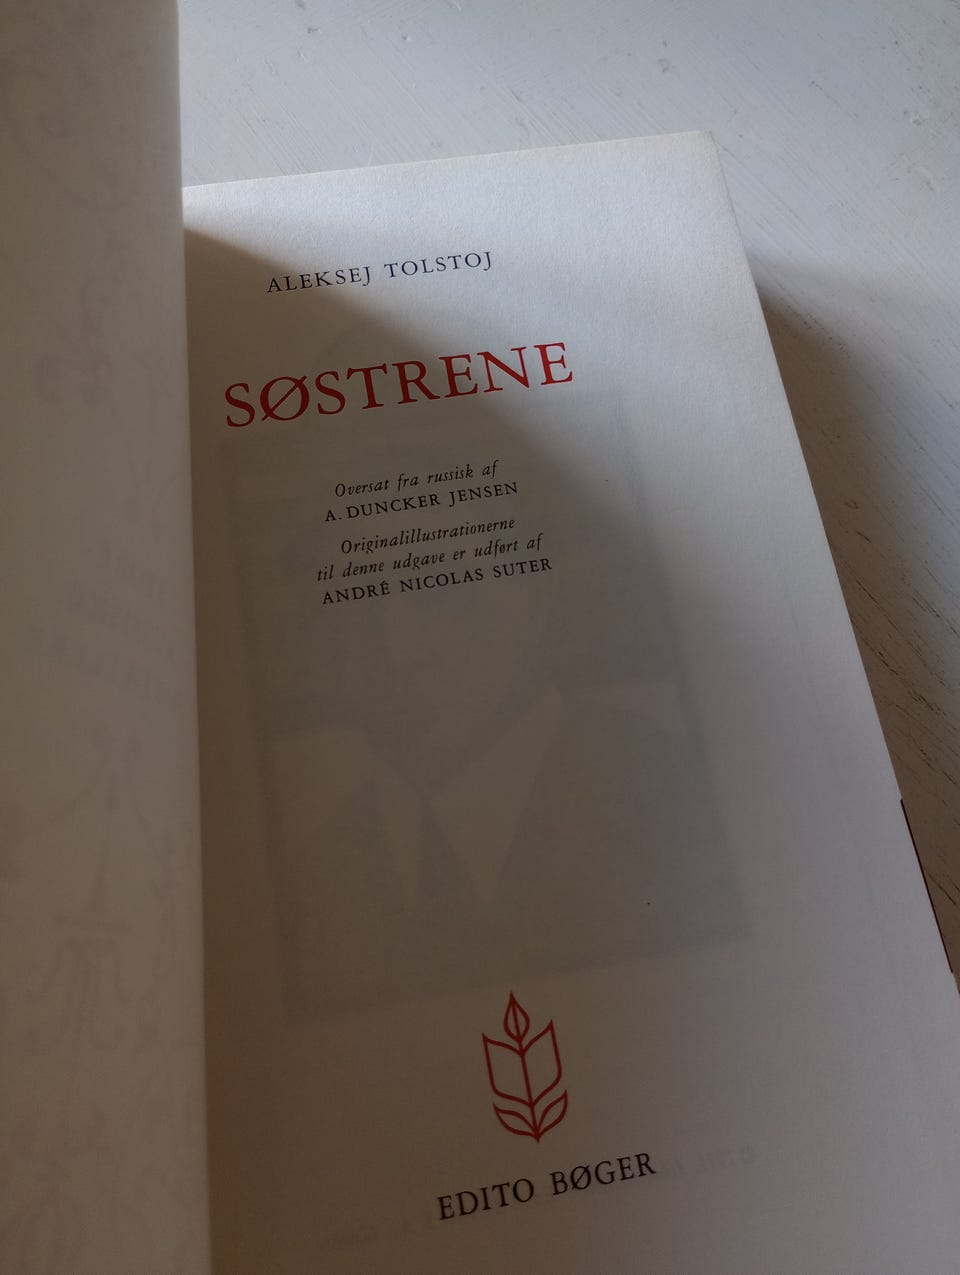 ALEKSEJ TOLSTOJ
SØSTRENE
Oversat fra russisk af
A. DUNCKER JENSEN
Originalillustrationerne
til denne udgave er udført af
ANDRÉ NICOLAS SUTER
EDITO BØGER